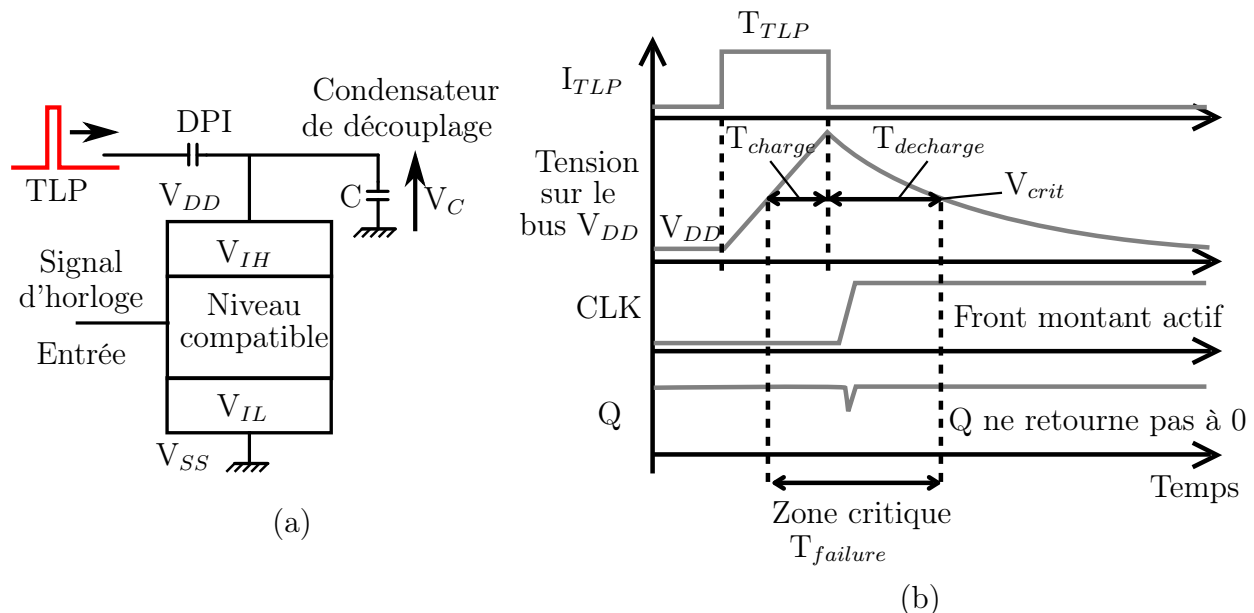 DPI
Condensateur
de découplage
TLP
V_DD
C
V_C
V_IH
Signal
d'horloge
Niveau
compatible
Entrée
V_IL
V_SS
(a)
T_TLP
I_TLP
T_charge
T_decharge
Tension
sur le
bus V_DD
V_DD
V_crit
CLK
Front montant actif
Q
Q ne retourne pas à 0
Temps
Zone critique
T_failure
(b)